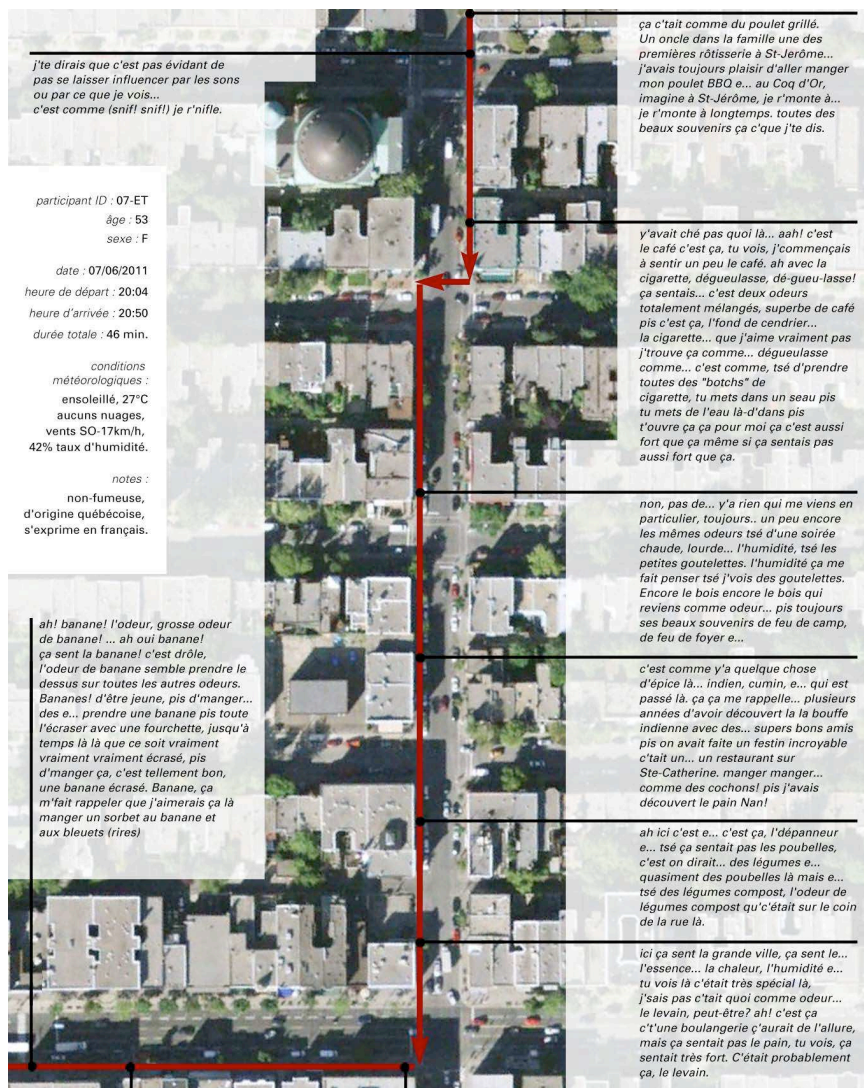 j'te dirais que c'est pas évidant de
pas se laisser influencer par les sons
ou par ce que je vois...
c'est comme (snif! snif!) je r'nifle.
participant ID : 07-ET
âge : 53
sexe : F
date : 07/06/2011
heure de départ : 20:04
heure d'arrivée : 20:50
durée totale : 46 min.
conditions
météorologiques :
ensoleillé, 27°C
aucuns nuages,
vents SO-17km/h,
42% taux d'humidité.
notes :
non-fumeuse,
d'origine québécoise,
s'exprime en français.
ah! banane! l'odeur, grosse odeur
de banane! ... ah oui banane!
ça sent la banane! c'est drôle,
l'odeur de banane semble prendre le
dessus sur toutes les autres odeurs.
Bananes! d'être jeune, pis d'manger...
des e... prendre une banane pis toute
l'écraser avec une fourchette, jusqu'à
temps là là que ce soit vraiment
vraiment vraiment écrasé, pis
d'manger ça, c'est tellement bon,
une banane écrasé. Banane, ça
m'fait rappeler que j'aimerais ça là
manger un sorbet au banane et
aux bleuets (rires)
ça c'tait comme du poulet grillé.
Un oncle dans la famille une des
premières rôtisserie à St-Jerôme...
j'avais toujours plaisir d'aller manger
mon poulet BBQ e... au Coq d'Or,
imagine à St-Jérôme, je r'monte à...
je r'monte à longtemps. toutes des
beaux souvenirs ça c'que j'te dis.
y'avait ché pas quoi là... aah! c'est
le café c'est ça, tu vois, j'commençais
à sentir un peu le café. ah avec la
cigarette, dégueulasse, dé-gueu-lasse!
ça sentais... c'est deux odeurs
totalement mélangés, superbe de café
pis c'est ça, l'fond de cendrier...
la cigarette... que j'aime vraiment pas
j'trouve ça comme... dégueulasse
comme... c'est comme, tsé d'prendre
toutes des "botchs" de
cigarette, tu mets dans un seau pis
tu mets de l'eau là-d'dans pis
t'ouvre ça ça pour moi ça c'est aussi
fort que ça même si ça sentais pas
aussi fort que ça.
non, pas de... y'a rien qui me viens en
particulier, toujours.. un peu encore
les mêmes odeurs tsé d'une soirée
chaude, lourde... l'humidité, tsé les
petites goutelettes. l'humidité ça me
fait penser tsé j'vois des goutelettes.
Encore le bois encore le bois qui
reviens comme odeur... pis toujours
ses beaux souvenirs de feu de camp,
de feu de foyer e...
c'est comme y'a quelque chose
d'épice là... indien, cumin, e... qui est
passé là. ça ça me rappelle... plusieurs
années d'avoir découvert la la bouffe
indienne avec des... supers bons amis
pis on avait faite un festin incroyable
c'tait un... un restaurant sur
Ste-Catherine. manger manger...
comme des cochons! pis j'avais
découvert le pain Nan!
ah ici c'est e... c'est ça, l'dépanneur
e... tsé ça sentait pas les poubelles,
c'est on dirait... des légumes e...
quasiment des poubelles là mais e...
tsé des légumes compost, l'odeur de
légumes compost qu'c'était sur le coin
de la rue là.
ici ça sent la grande ville, ça sent le...
l'essence... la chaleur, l'humidité e...
tu vois là c'était très spécial là,
j'sais pas c'tait quoi comme odeur...
le levain, peut-être? ah! c'est ça
c't'une boulangerie ç'aurait de l'allure,
mais ça sentait pas le pain, tu vois, ça
sentait très fort. C'était probablement
ça, le levain.